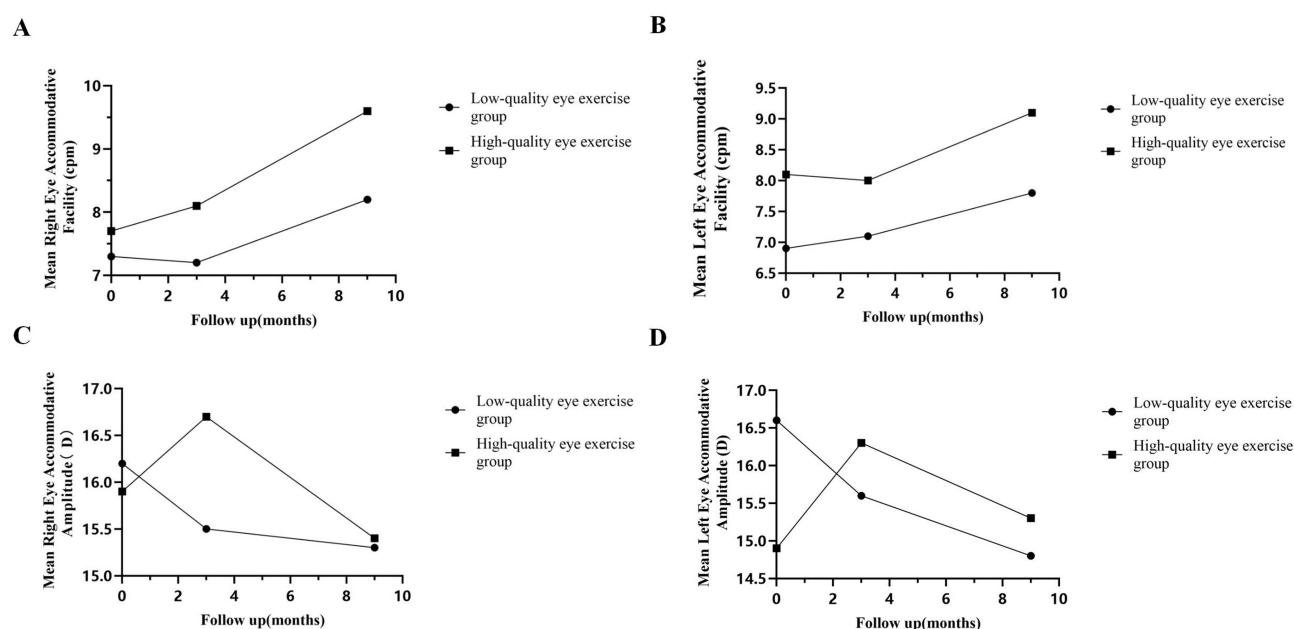 A
Mean Right Eye Accommodative
Facility (cpm)
10
9
8
7
0
2
4
6
8
10
Follow up(months)
Low-quality eye exercise
group
High-quality eye exercise
group
B
Mean Left Eye Accommodative
Facility (cpm)
9.5
9.0
8.5
8.0
7.5
7.0
6.5
0
2
4
6
8
10
Follow up(months)
Low-quality eye exercise
group
High-quality eye exercise
group
C
Mean Right Eye Accommodative
Amplitude( D)
17.0
16.5
16.0
15.5
15.0
0
2
4
6
8
10
Follow up(months)
Low-quality eye exercise
group
High-quality eye exercise
group
D
Mean Left Eye Accommodative
Amplitude (D)
17.0
16.5
16.0
15.5
15.0
14.5
0
2
4
6
8
10
Follow up(months)
Low-quality eye exercise
group
High-quality eye exercise
group